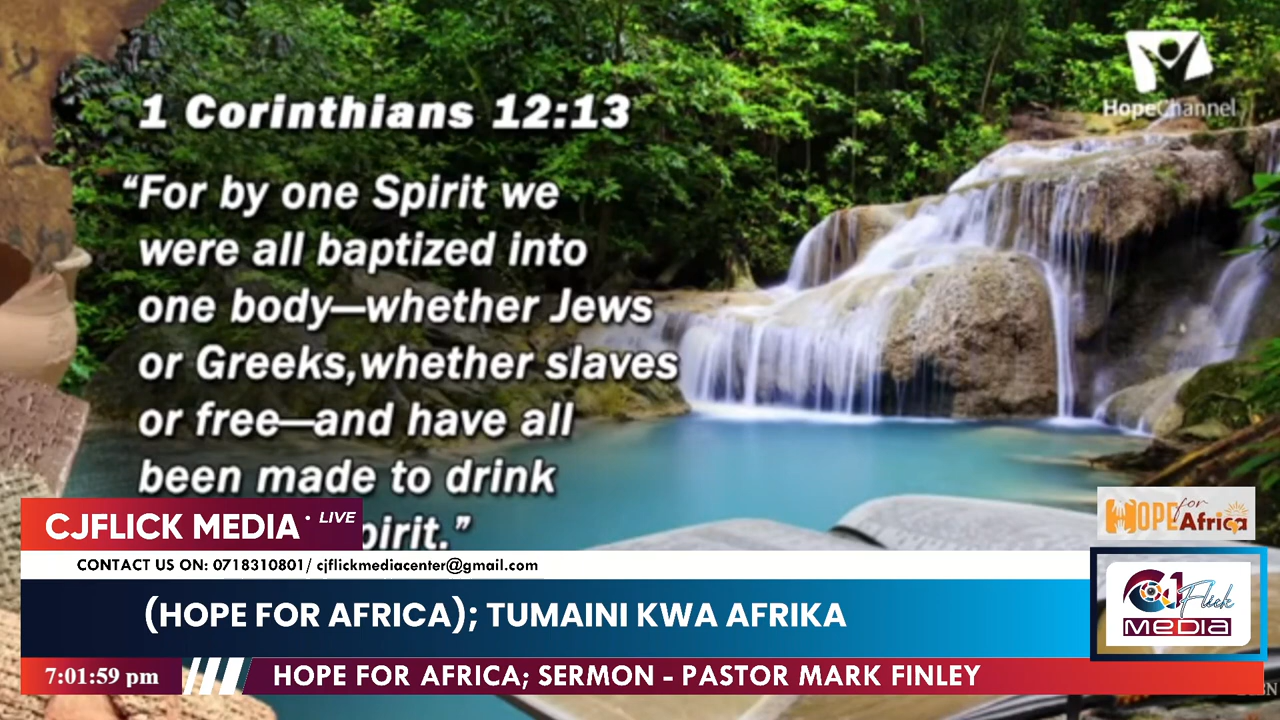 HopeChannel
1 Corinthians 12:13
“For by one Spirit we
were all baptized into
one body—whether Jews
or Greeks,whether slaves
or free—and have all
been made to drink
CJFLICK MEDIA • LIVE
CONTACT US ON: 0718310801/ cjflickmediacenter@gmail.com
(HOPE FOR AFRICA); TUMAINI KWA AFRIKA
7:01:59 pm
HOPE FOR AFRICA; SERMON - PASTOR MARK FINLEY
HOPE for Africa
Flick
MEDIA